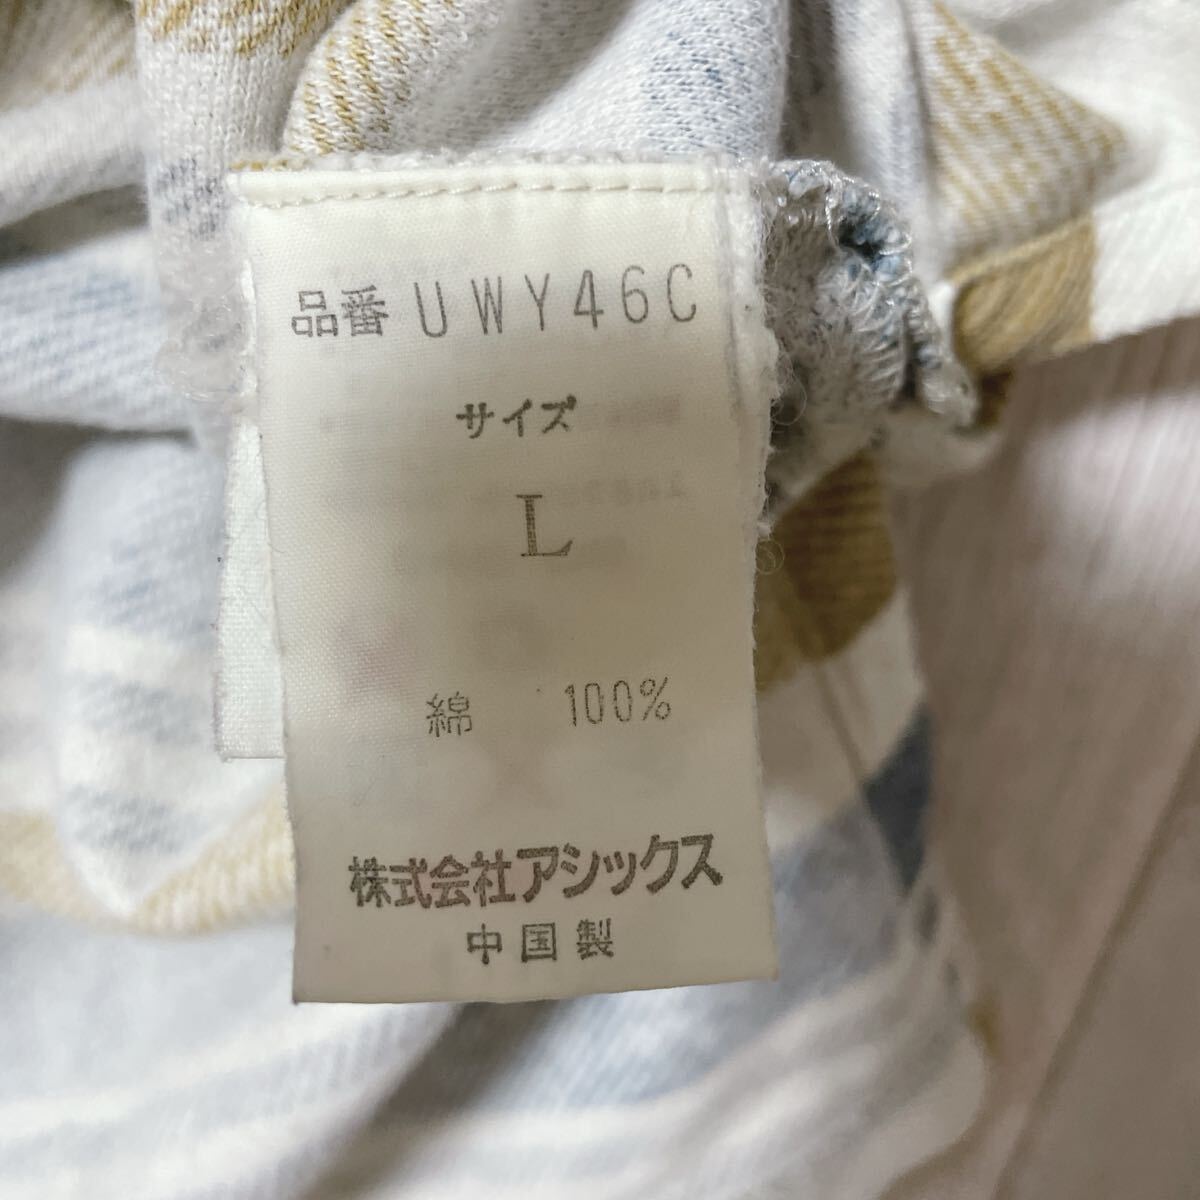 品番 UWY46C
サイズ
L
綿 100%
株式会社アシックス
中国製